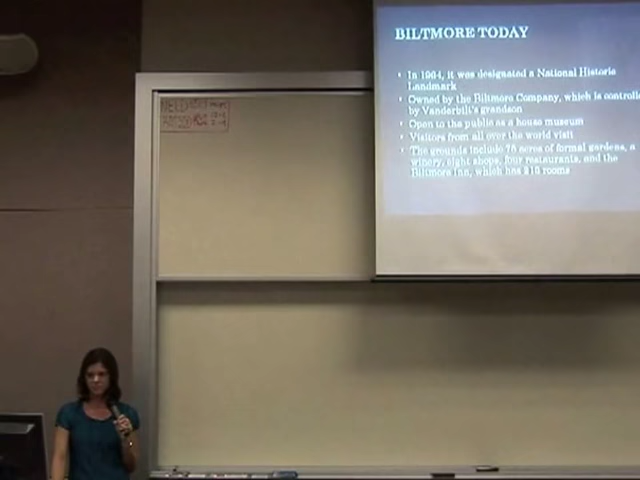 BILTMORE TODAY
• In 1964, it was designated a National Historic
Landmark
• Owned by the Biltmore Company, which is controlle
by Vanderbilt's grandson
• Open to the public as a house museum
• Visitors from all over the world visit
• The grounds include 75 acres of formal gardens, a
winery, eight shops, four restaurants, and the
Biltmore Inn, which has 213 rooms